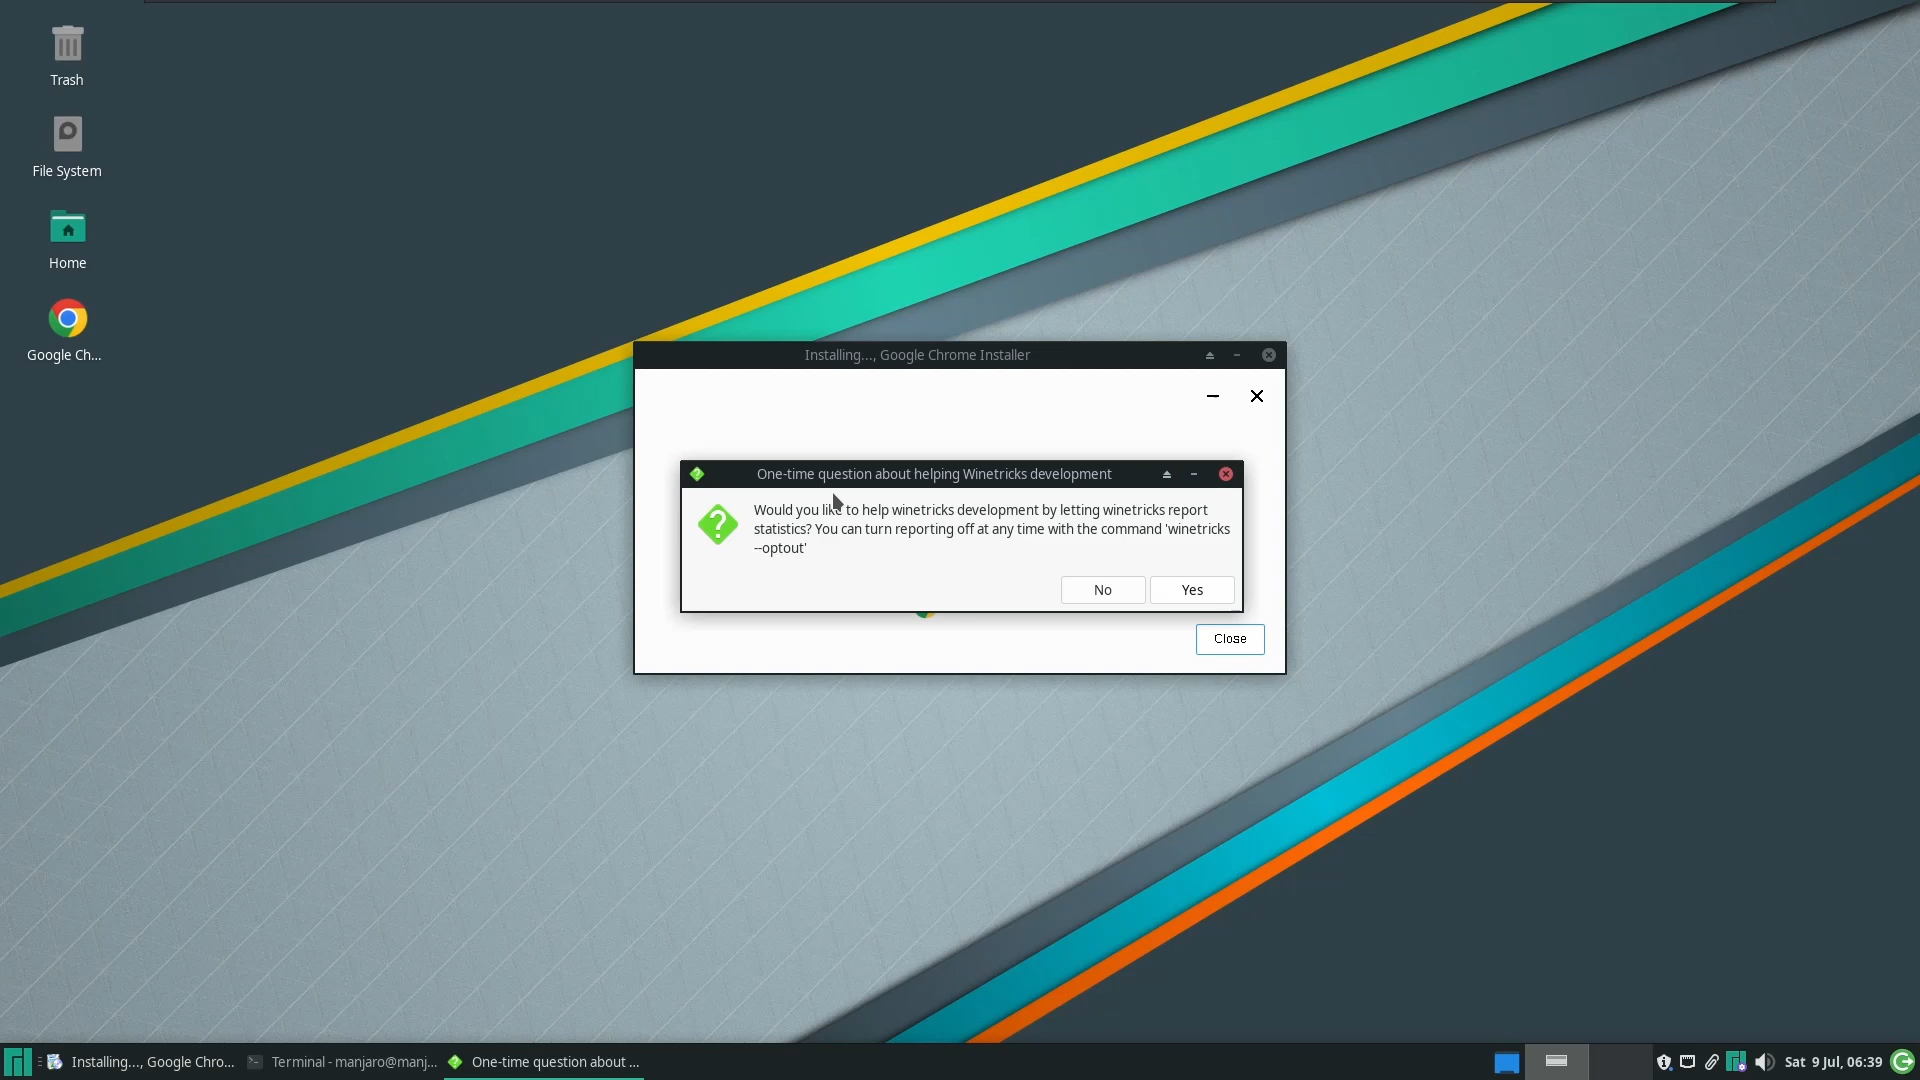 Trash
File System
Home
Google Ch...
Installing..., Google Chrome Installer
One-time question about helping Winetricks development
Would you like to help winetricks development by letting winetricks report
statistics? You can turn reporting off at any time with the command 'winetricks
--optout'
No
Yes
Close
Installing..., Google Chro...
Terminal - manjaro@manj...
One-time question about ...
Sat 9 Jul, 06:39